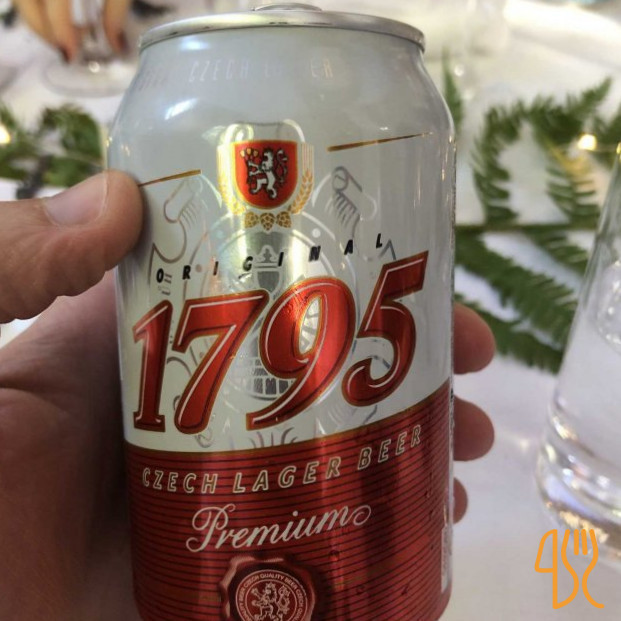 CZECH LAGER
ORIGINAL
1795
CZECH LAGER BEER
Premium